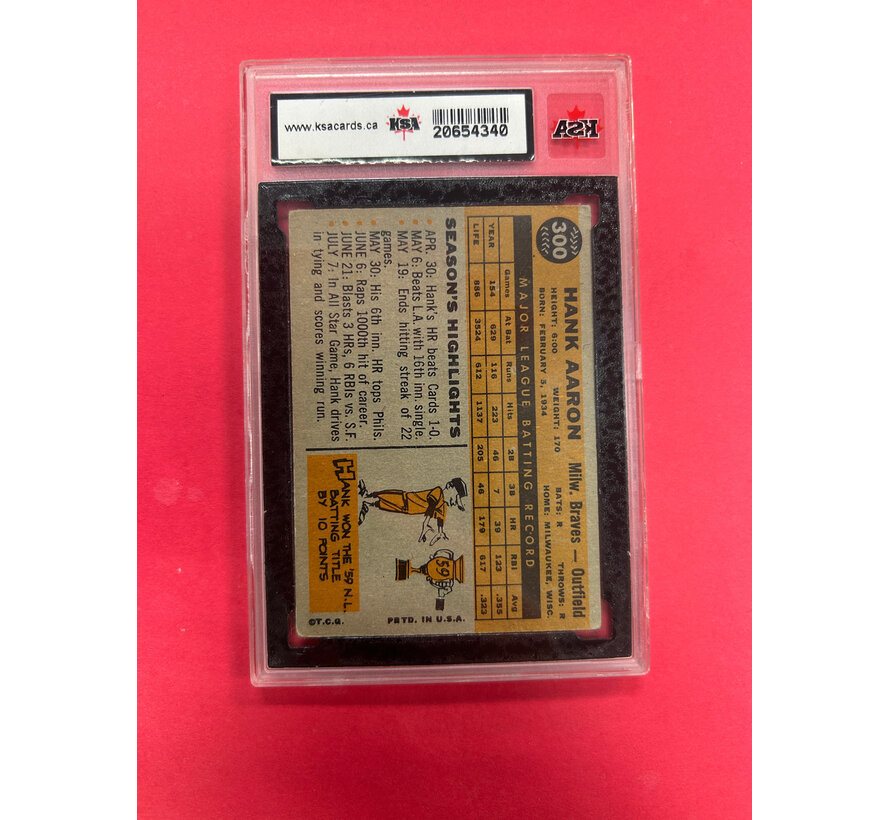 www.ksacards.ca KSA 20654340
KSA
300
HANK AARON Milw. Braves — Outfield
HEIGHT: 6:00 WEIGHT: 170 BATS: R THROWS: R
BORN: FEBRUARY 5, 1934 HOME: MILWAUKEE, WISC.
MAJOR LEAGUE BATTING RECORD
Games At Bat Runs Hits 2B 3B HR RBI Avg
YEAR 154 629 116 223 46 7 39 123 .355
LIFE 886 3524 612 1137 205 46 179 617 .323
SEASON'S HIGHLIGHTS
• APR. 30: Hank's HR beats Cards 1-0.
• MAY 6: Beats L.A. with 16th inn. single.
• MAY 19: Ends hitting streak of 22
games.
• MAY 30: His 6th inn. HR tops Phils.
• JUNE 6: Raps 1000th hit of career.
• JUNE 21: Blasts 3 HRs, 6 RBIs vs. S.F.
• JULY 7: In All Star Game, Hank drives
in tying and scores winning run.
'59
HANK WON THE '59 N.L.
BATTING TITLE
BY 10 POINTS
©T.C.G. PRTD. IN U.S.A.